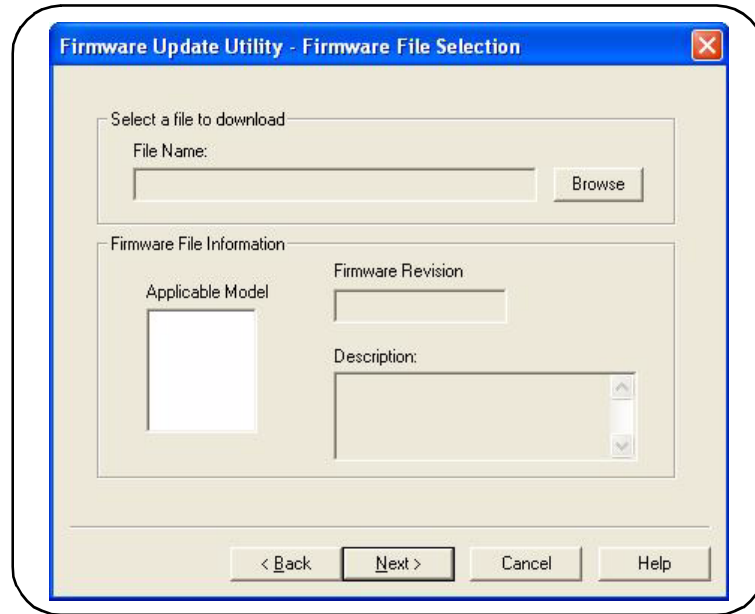 Firmware Update Utility - Firmware File Selection
Select a file to download
File Name:
Browse
Firmware File Information
Applicable Model
Firmware Revision
Description:
< Back
Next >
Cancel
Help